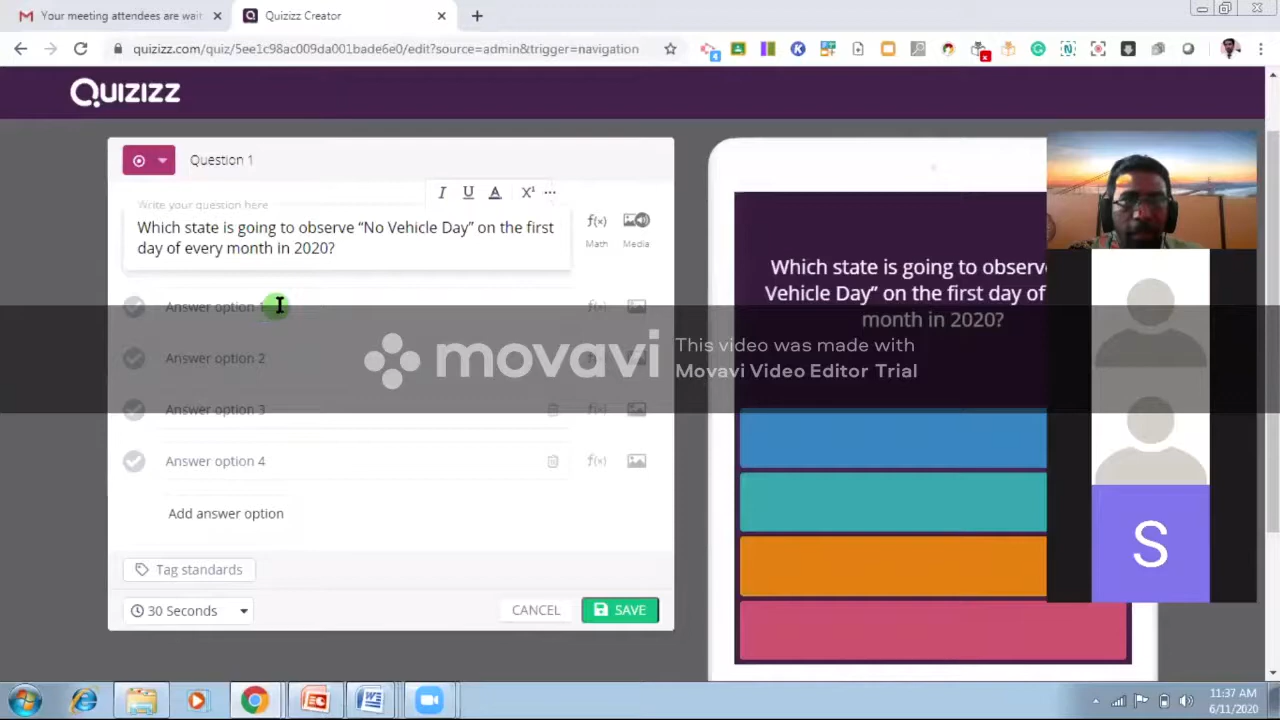 Your meeting attendees are wait
Quizizz Creator
quizizz.com/quiz/5ee1c98ac009da001bafe6e0/edit?source=admin&trigger=navigation
QUIZIZZ
Question 1
Write your question here
I U A X¹ ...
Which state is going to observe “No Vehicle Day” on the first
day of every month in 2020?
f(x)
Math
Media
Answer option 1
f(x)
Answer option 2
Answer option 3
f(x)
Answer option 4
f(x)
Add answer option
Tag standards
30 Seconds
CANCEL
SAVE
Which state is going to observ
Vehicle Day” on the first day of
month in 2020?
movavi
This video was made with
Movavi Video Editor Trial
S
11:37 AM
6/11/2020